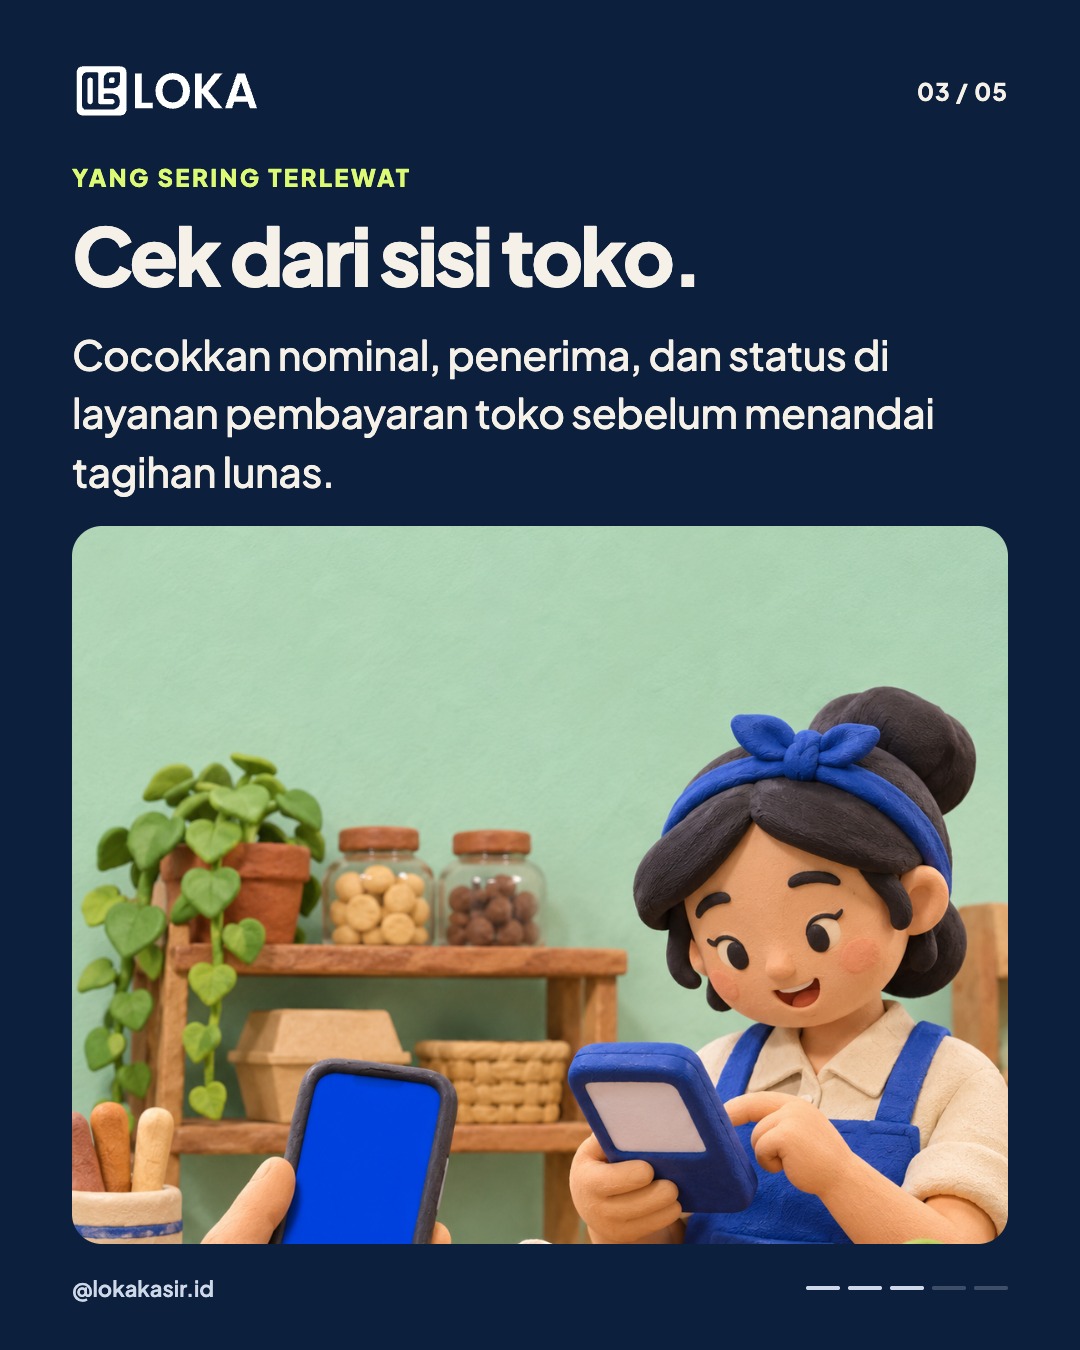 LOKA
03 / 05
YANG SERING TERLEWAT
Cek dari sisi toko.
Cocokkan nominal, penerima, dan status di
layanan pembayaran toko sebelum menandai
tagihan lunas.
@lokakasir.id